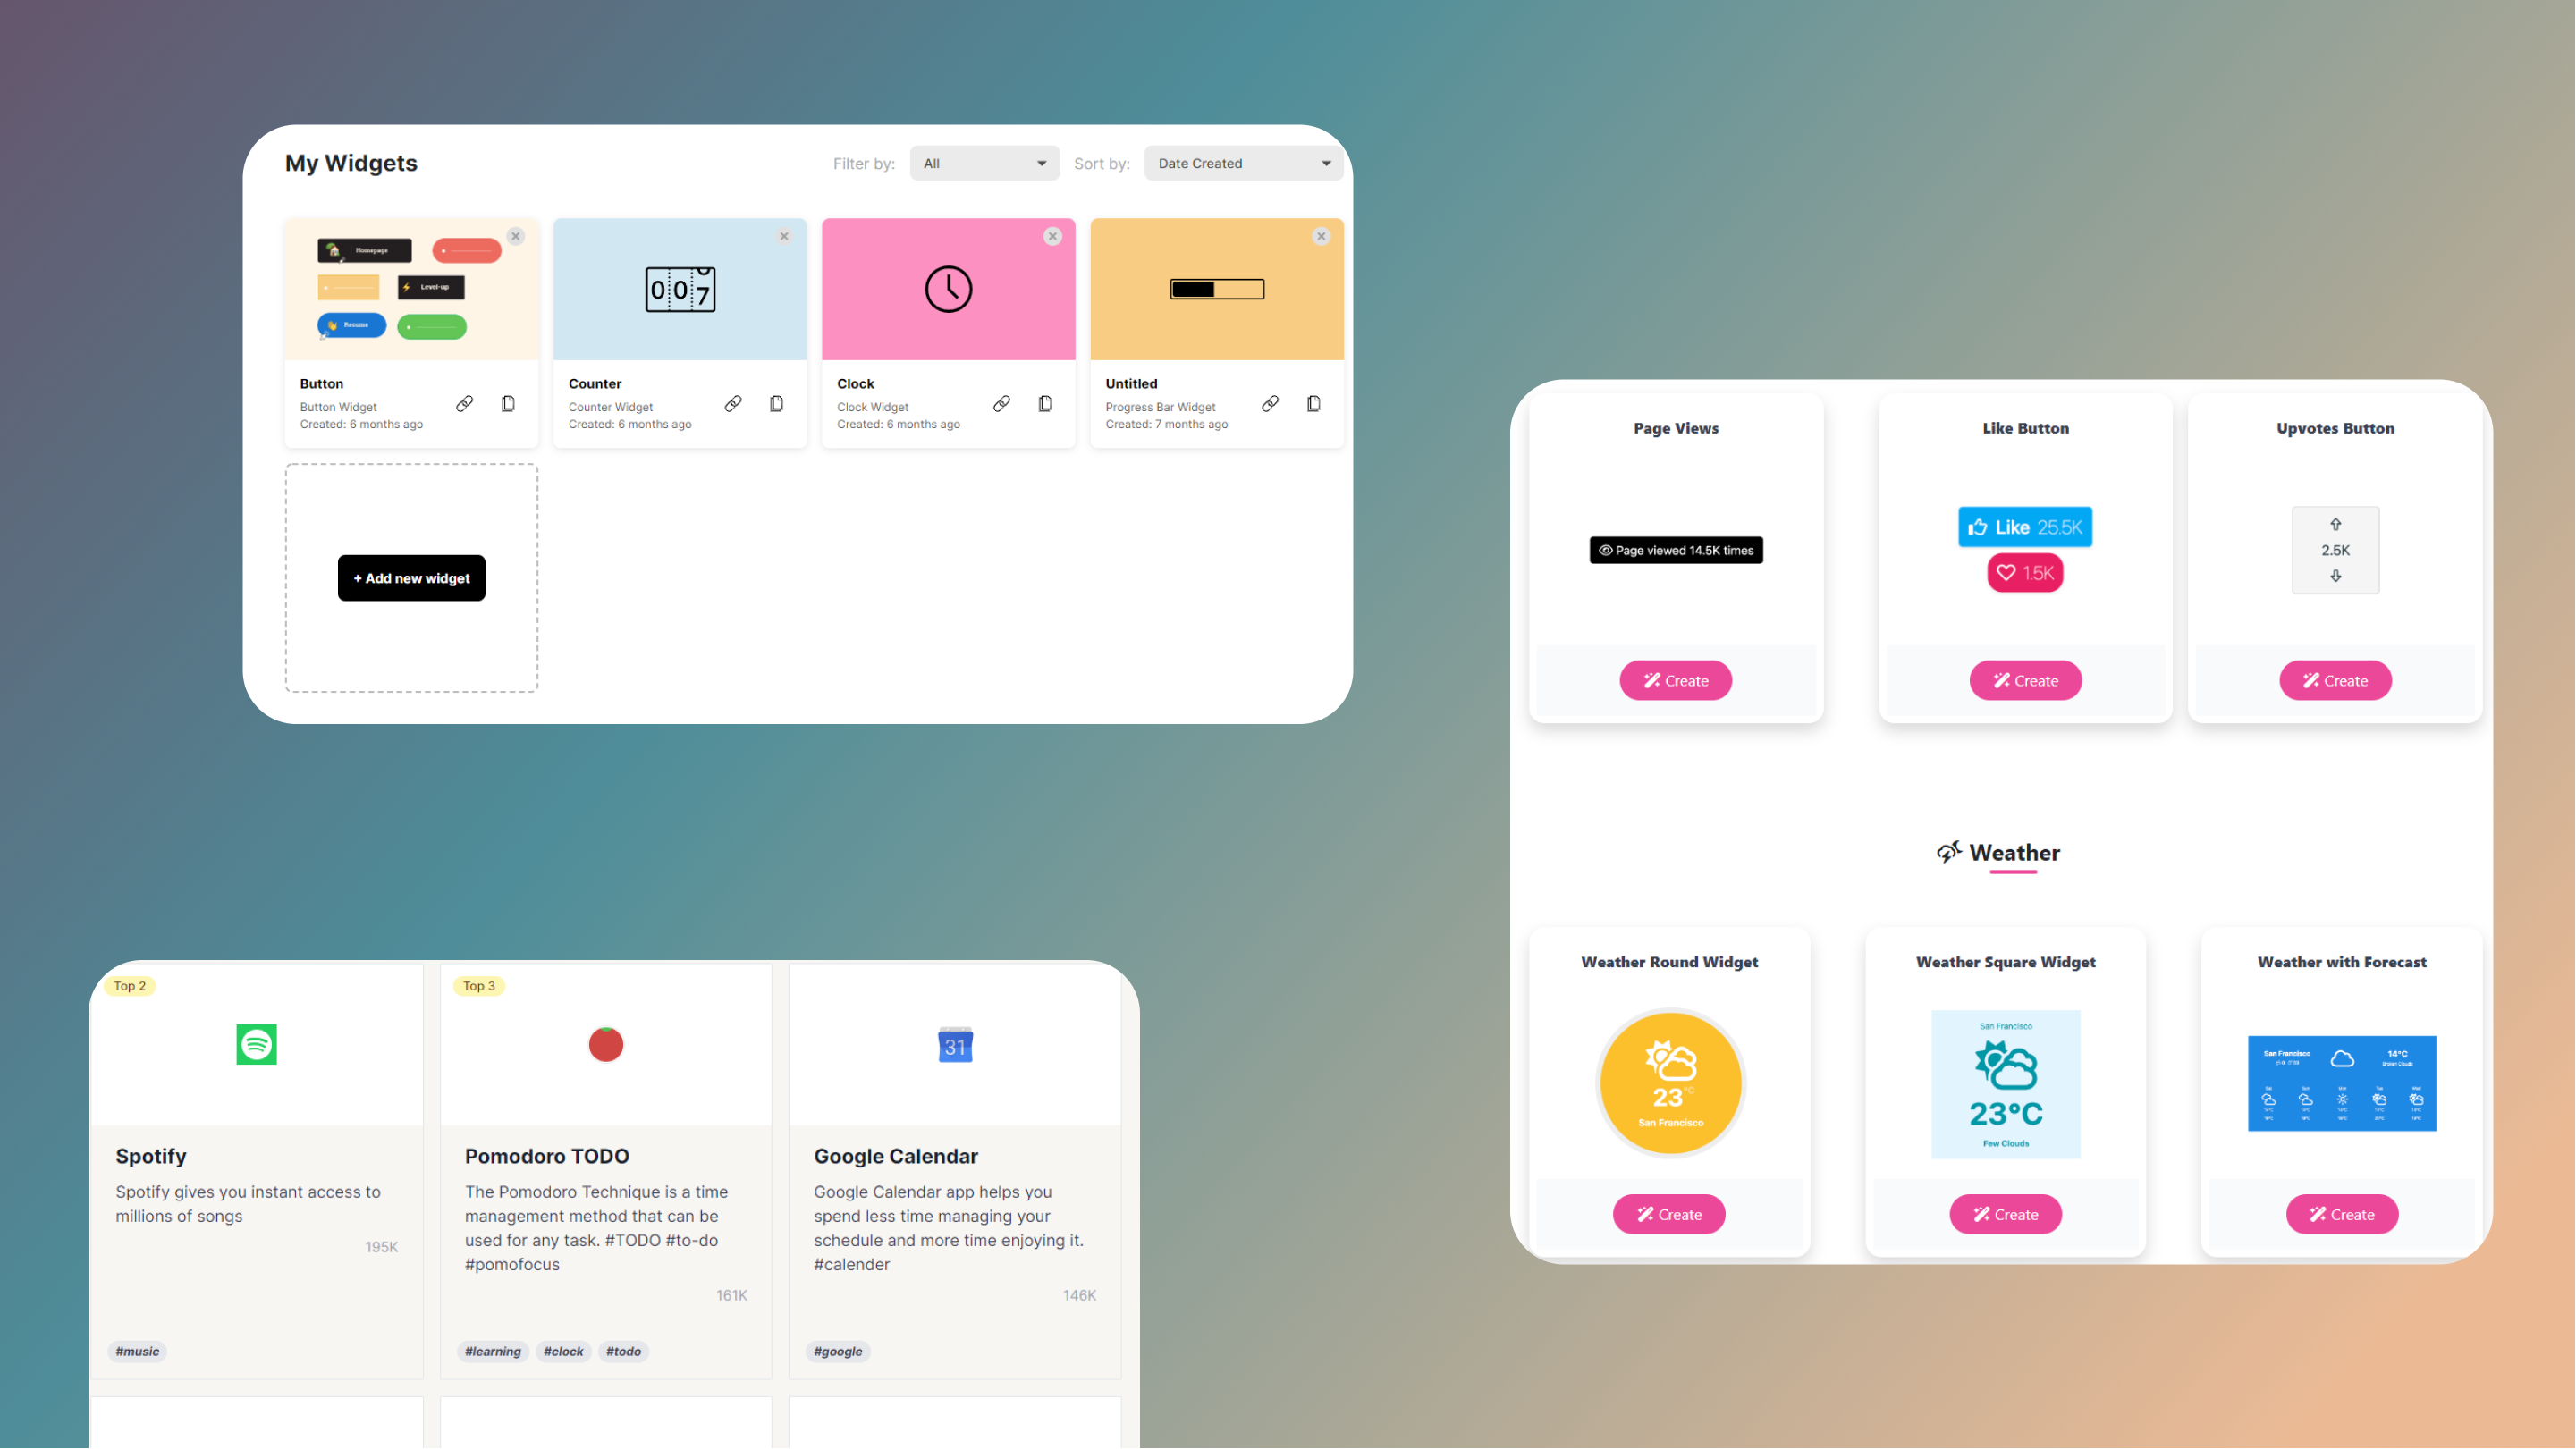 My Widgets
Filter by: All Sort by: Date Created
Homepage
Level-up
Resume
007
Button
Button Widget
Created: 6 months ago
Counter
Counter Widget
Created: 6 months ago
Clock
Clock Widget
Created: 6 months ago
Untitled
Progress Bar Widget
Created: 7 months ago
+ Add new widget
Page Views
Page viewed 14.5K times
Create
Like Button
Like 25.5K
1.5K
Create
Upvotes Button
2.5K
Create
Weather
Weather Round Widget
23°C
San Francisco
Create
Weather Square Widget
San Francisco
23°C
Few Clouds
Create
Weather with Forecast
San Francisco
14°C
Broken Clouds
Create
Top 2
Spotify
Spotify gives you instant access to
millions of songs
195K
#music
Top 3
Pomodoro TODO
The Pomodoro Technique is a time
management method that can be
used for any task. #TODO #to-do
#pomofocus
161K
#learning #clock #todo
31
Google Calendar
Google Calendar app helps you
spend less time managing your
schedule and more time enjoying it.
#calender
146K
#google